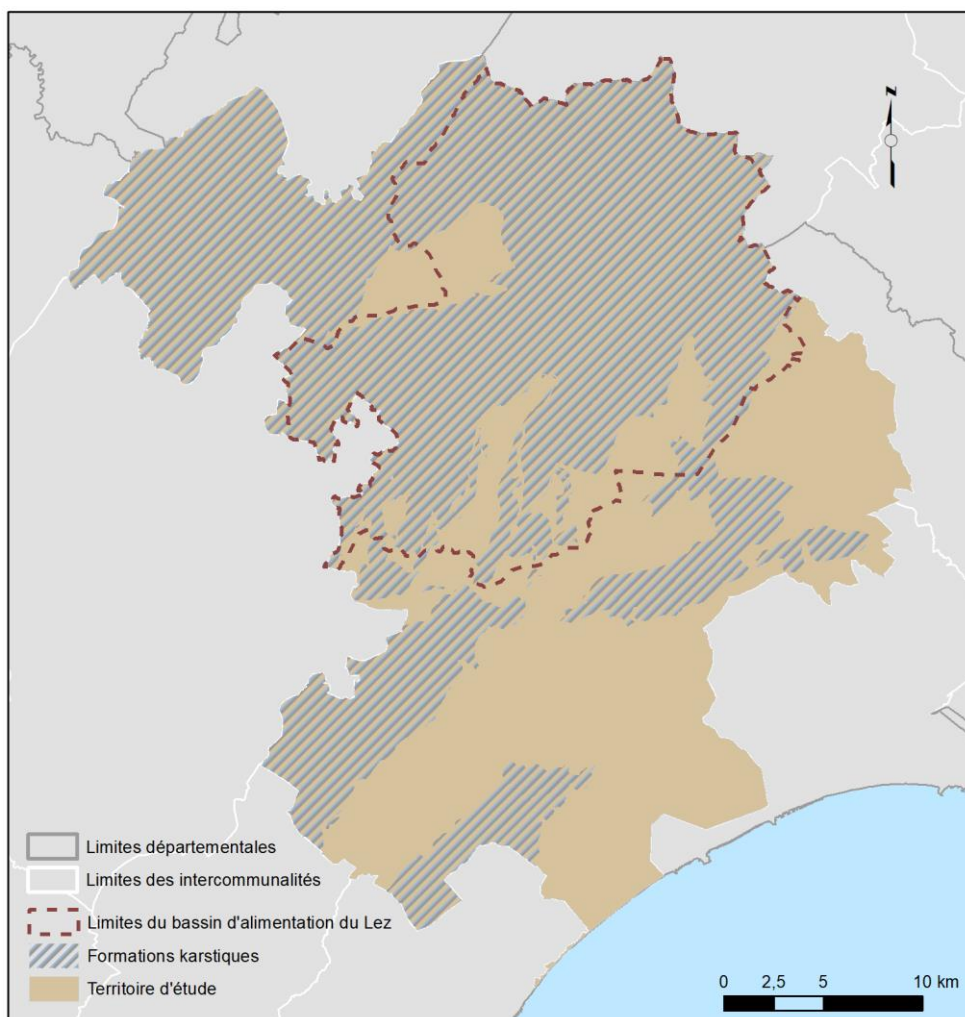 N
Limites départementales
Limites des intercommunalités
Limites du bassin d'alimentation du Lez
Formations karstiques
Territoire d'étude
0 2,5 5 10 km